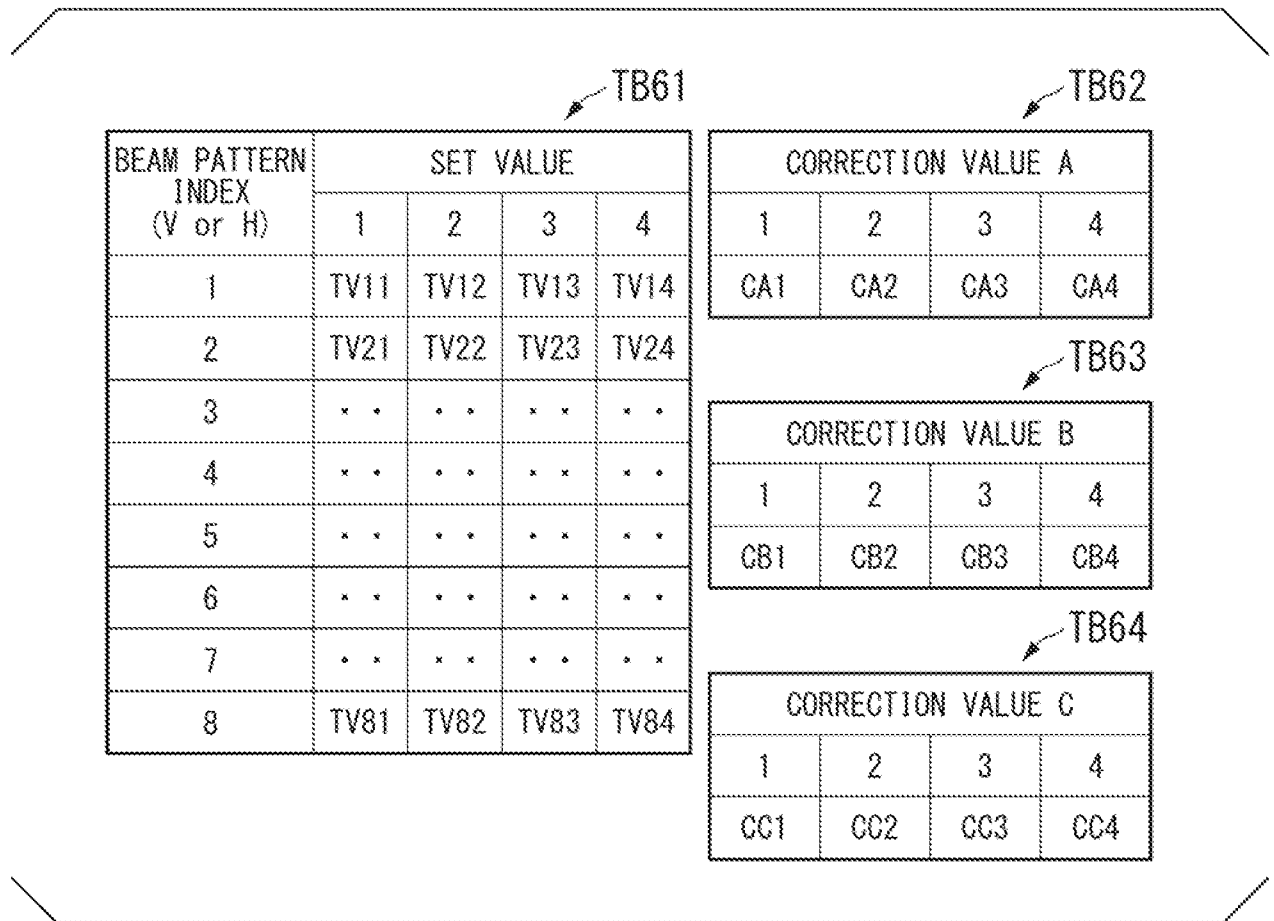 TB61
BEAM PATTERN INDEX (V or H) SET VALUE
1 2 3 4
1 TV11 TV12 TV13 TV14
2 TV21 TV22 TV23 TV24
3 ・・ ・・ ・・ ・・
4 ・・ ・・ ・・ ・・
5 ・・ ・・ ・・ ・・
6 ・・ ・・ ・・ ・・
7 ・・ ・・ ・・ ・・
8 TV81 TV82 TV83 TV84
TB62
CORRECTION VALUE A
1 2 3 4
CA1 CA2 CA3 CA4
TB63
CORRECTION VALUE B
1 2 3 4
CB1 CB2 CB3 CB4
TB64
CORRECTION VALUE C
1 2 3 4
CC1 CC2 CC3 CC4